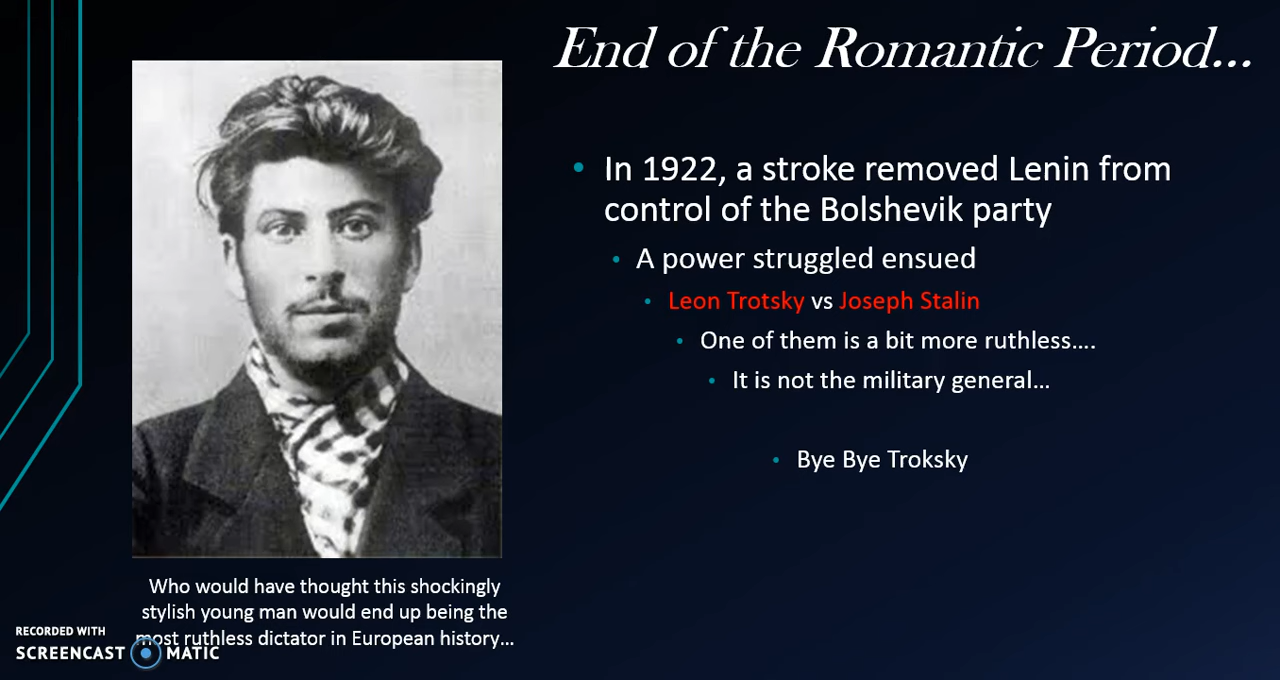 End of the Romantic Period...
• In 1922, a stroke removed Lenin from
control of the Bolshevik party
• A power struggled ensued
• Leon Trotsky vs Joseph Stalin
• One of them is a bit more ruthless....
• It is not the military general...
• Bye Bye Troksky
Who would have thought this shockingly
stylish young man would end up being the
most ruthless dictator in European history...
RECORDED WITH
SCREENCAST MATIC